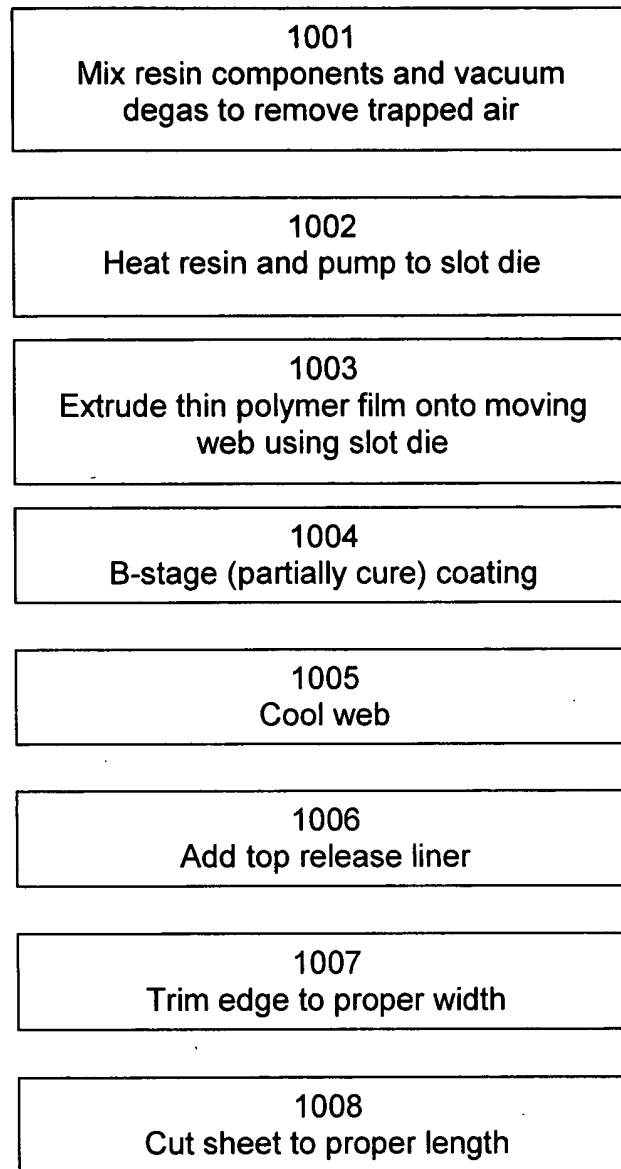 1001
Mix resin components and vacuum
degas to remove trapped air
1002
Heat resin and pump to slot die
1003
Extrude thin polymer film onto moving
web using slot die
1004
B-stage (partially cure) coating
1005
Cool web
1006
Add top release liner
1007
Trim edge to proper width
1008
Cut sheet to proper length